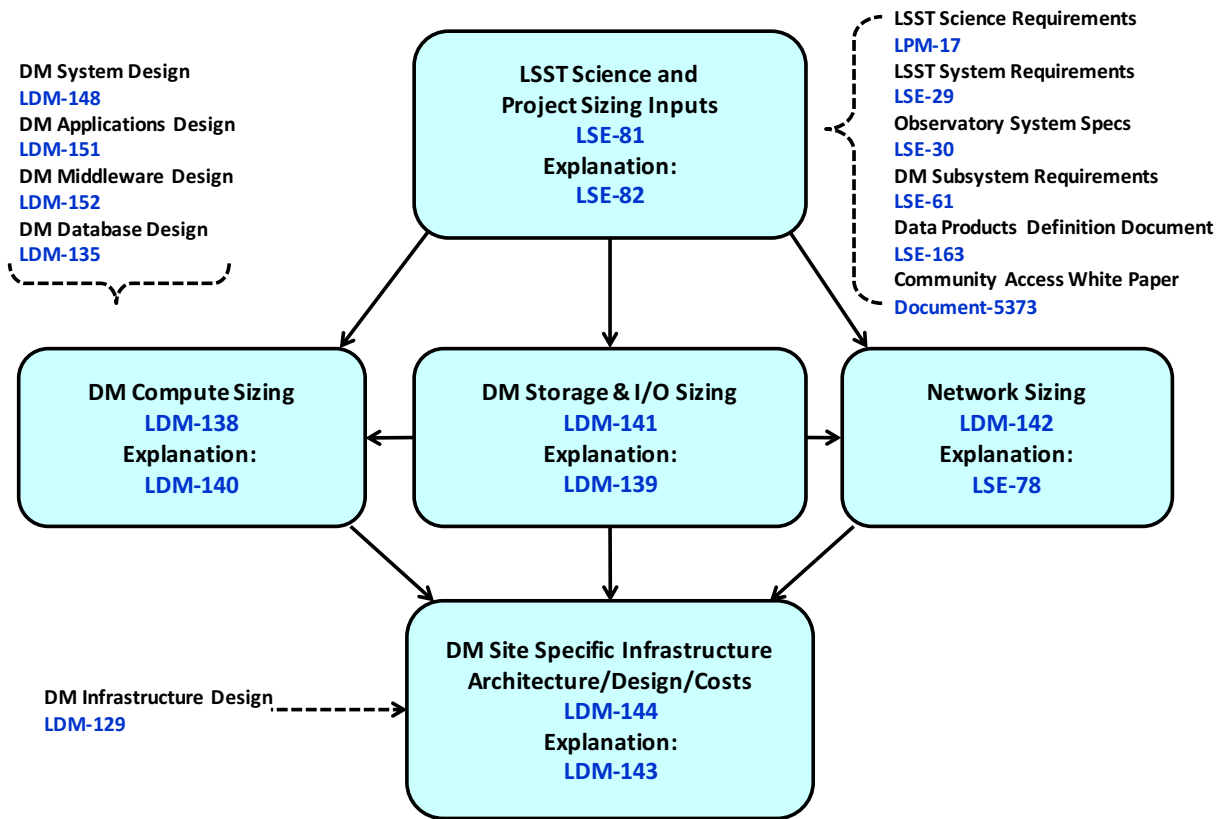 DM System Design
LDM-148
DM Applications Design
LDM-151
DM Middleware Design
LDM-152
DM Database Design
LDM-135
LSST Science and
Project Sizing Inputs
LSE-81
Explanation:
LSE-82
LSST Science Requirements
LPM-17
LSST System Requirements
LSE-29
Observatory System Specs
LSE-30
DM Subsystem Requirements
LSE-61
Data Products Definition Document
LSE-163
Community Access White Paper
Document-5373
DM Compute Sizing
LDM-138
Explanation:
LDM-140
DM Storage & I/O Sizing
LDM-141
Explanation:
LDM-139
Network Sizing
LDM-142
Explanation:
LSE-78
DM Infrastructure Design
LDM-129
DM Site Specific Infrastructure
Architecture/Design/Costs
LDM-144
Explanation:
LDM-143